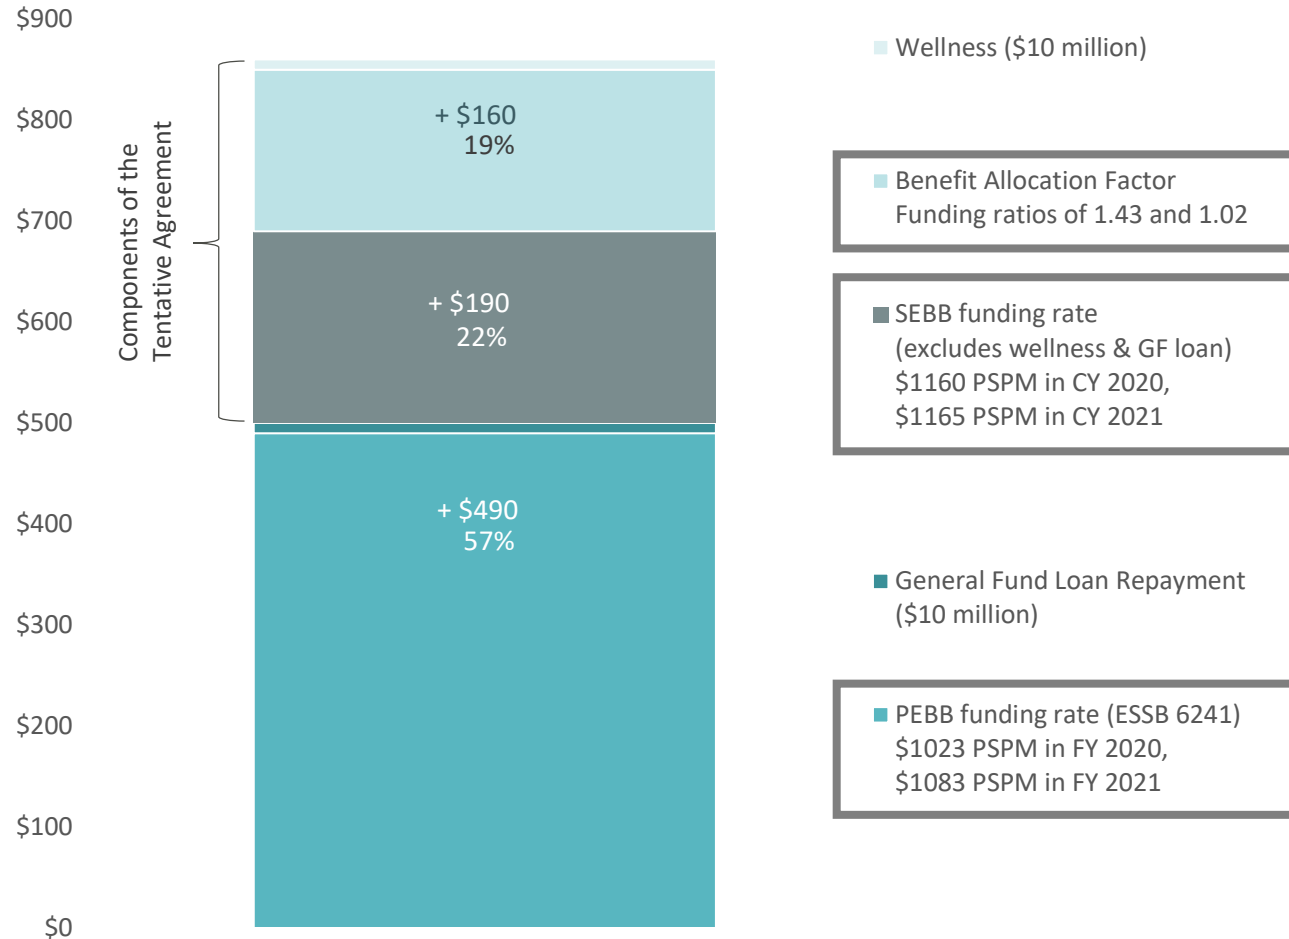 $900
$800
$700
$600
$500
$400
$300
$200
$100
$0
Components of the
Tentative Agreement
+ $160
19%
+ $190
22%
+ $490
57%
Wellness ($10 million)
Benefit Allocation Factor
Funding ratios of 1.43 and 1.02
SEBB funding rate
(excludes wellness & GF loan)
$1160 PSPM in CY 2020,
$1165 PSPM in CY 2021
General Fund Loan Repayment
($10 million)
PEBB funding rate (ESSB 6241)
$1023 PSPM in FY 2020,
$1083 PSPM in FY 2021